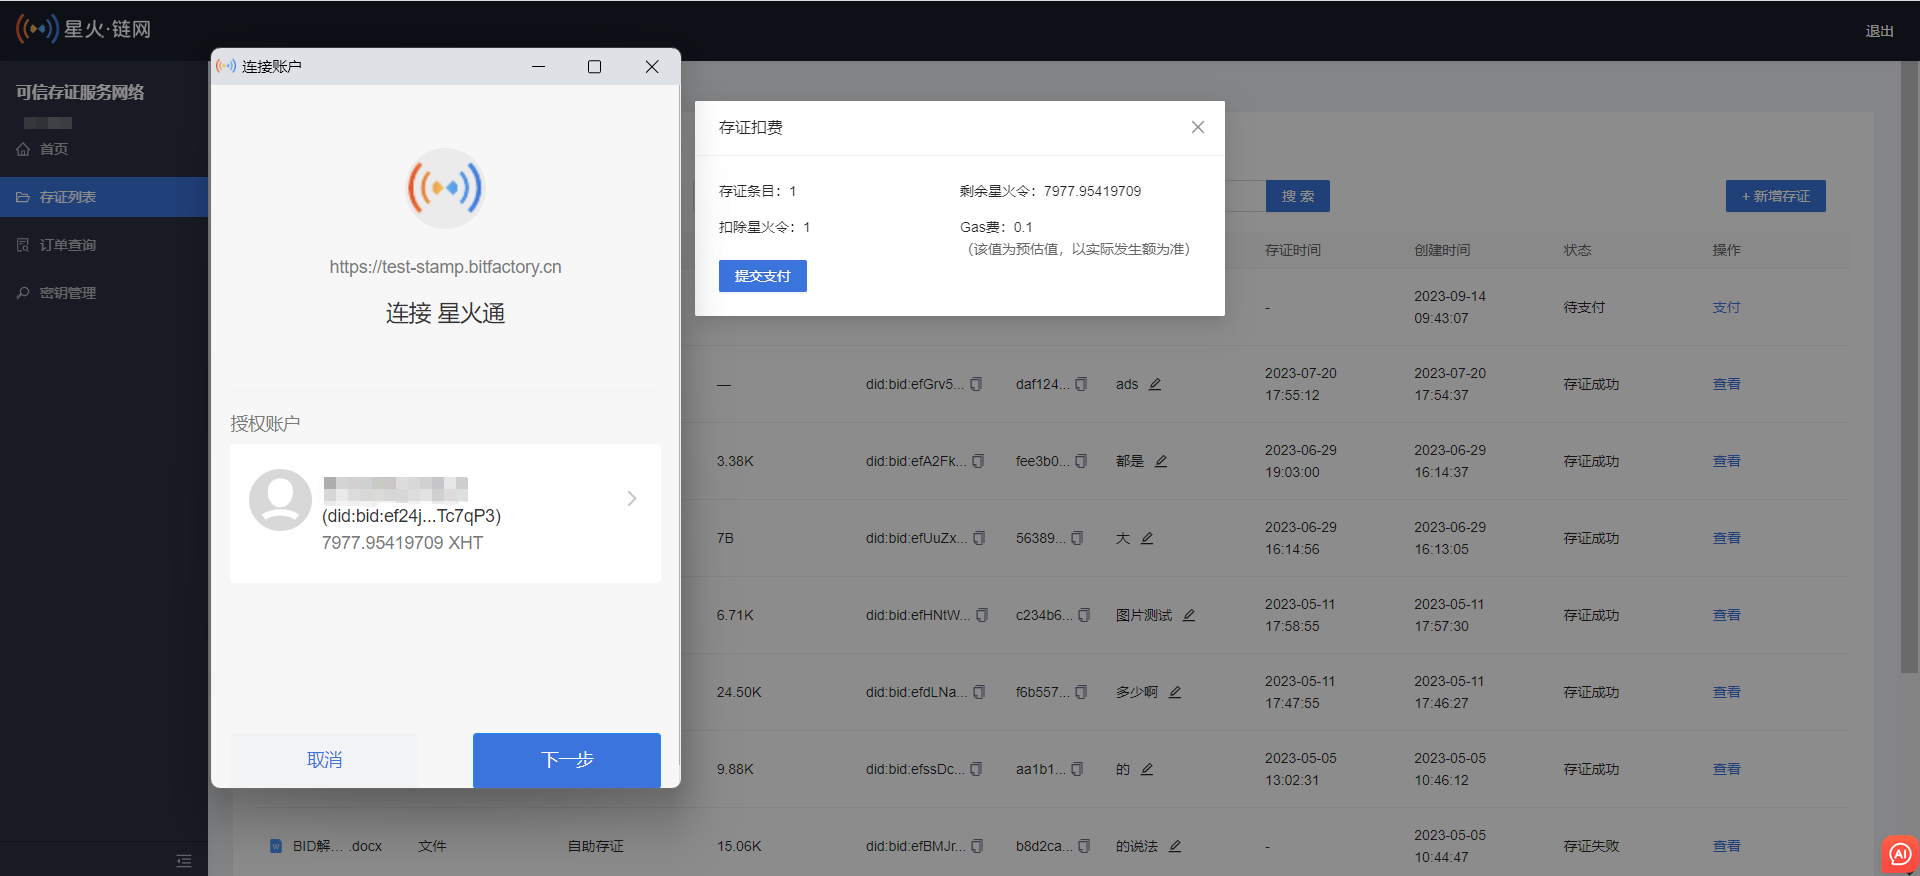 星火·链网
退出
可信存证服务网络
首页
存证列表
订单查询
密钥管理
连接账户
https://test-stamp.bitfactory.cn
连接 星火通
授权账户
(did:bid:ef24j...Tc7qP3)
7977.95419709 XHT
取消
下一步
存证扣费
存证条目：1
剩余星火令：7977.95419709
扣除星火令：1
Gas费：0.1
（该值为预估值，以实际发生额为准）
提交支付
搜 索
+ 新增存证
存证时间 创建时间 状态 操作
- 2023-09-14 09:43:07 待支付 支付
— did:bid:efGrv5... daf124... ads 2023-07-20 17:55:12 2023-07-20 17:54:37 存证成功 查看
3.38K did:bid:efA2Fk... fee3b0... 都是 2023-06-29 19:03:00 2023-06-29 16:14:37 存证成功 查看
7B did:bid:efUuZx... 56389... 大 2023-06-29 16:14:56 2023-06-29 16:13:05 存证成功 查看
6.71K did:bid:efHNtW... c234b6... 图片测试 2023-05-11 17:58:55 2023-05-11 17:57:30 存证成功 查看
24.50K did:bid:efdLNa... f6b557... 多少啊 2023-05-11 17:47:55 2023-05-11 17:46:27 存证成功 查看
9.88K did:bid:efssDc... aa1b1... 的 2023-05-05 13:02:31 2023-05-05 10:46:12 存证成功 查看
BID解... .docx 文件 自助存证 15.06K did:bid:efBMJr... b8d2ca... 的说法 - 2023-05-05 10:44:47 存证失败 查看
AI